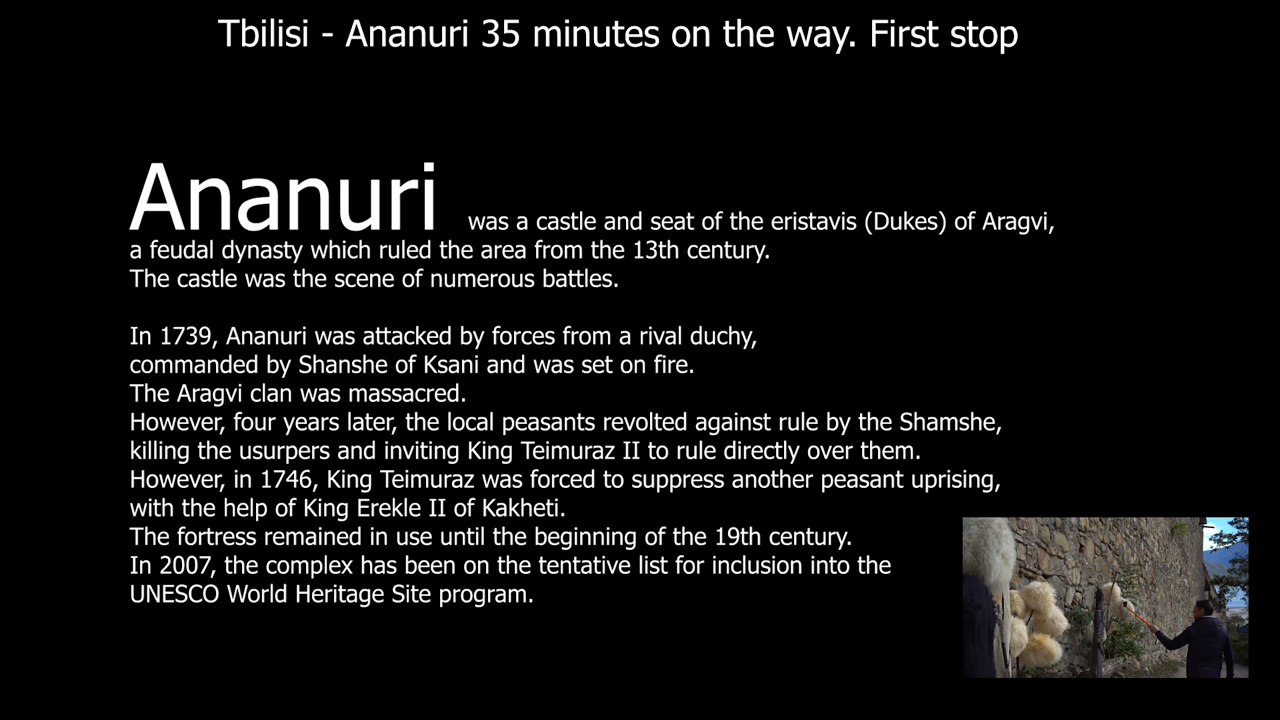 Tbilisi - Ananuri 35 minutes on the way. First stop
Ananuri was a castle and seat of the eristavis (Dukes) of Aragvi,
a feudal dynasty which ruled the area from the 13th century.
The castle was the scene of numerous battles.
In 1739, Ananuri was attacked by forces from a rival duchy,
commanded by Shanshe of Ksani and was set on fire.
The Aragvi clan was massacred.
However, four years later, the local peasants revolted against rule by the Shamshe,
killing the usurpers and inviting King Teimuraz II to rule directly over them.
However, in 1746, King Teimuraz was forced to suppress another peasant uprising,
with the help of King Erekle II of Kakheti.
The fortress remained in use until the beginning of the 19th century.
In 2007, the complex has been on the tentative list for inclusion into the
UNESCO World Heritage Site program.